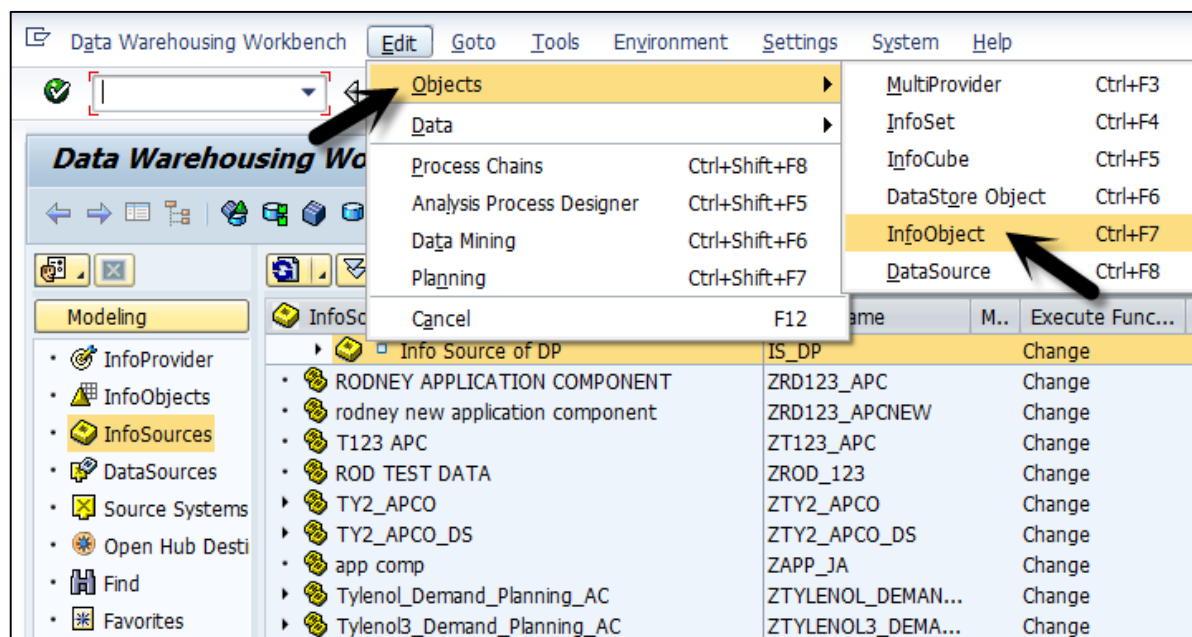 Data Warehousing Workbench Edit Goto Tools Environment Settings System Help
Objects
Data
Process Chains Ctrl+Shift+F8
Analysis Process Designer Ctrl+Shift+F5
Data Mining Ctrl+Shift+F6
Planning Ctrl+Shift+F7
Cancel F12
MultiProvider Ctrl+F3
InfoSet Ctrl+F4
InfoCube Ctrl+F5
DataStore Object Ctrl+F6
InfoObject Ctrl+F7
DataSource Ctrl+F8
Data Warehousing Wo
Modeling
InfoProvider
InfoObjects
InfoSources
DataSources
Source Systems
Open Hub Desti
Find
Favorites
InfoSo ame M.. Execute Func...
Info Source of DP IS_DP Change
RODNEY APPLICATION COMPONENT ZRD123_APC Change
rodney new application component ZRD123_APCNEW Change
T123 APC ZT123_APC Change
ROD TEST DATA ZROD_123 Change
TY2_APCO ZTY2_APCO Change
TY2_APCO_DS ZTY2_APCO_DS Change
app comp ZAPP_JA Change
Tylenol_Demand_Planning_AC ZTYLENOL_DEMAN... Change
Tylenol3_Demand_Planning_AC ZTYLENOL3_DEMA... Change